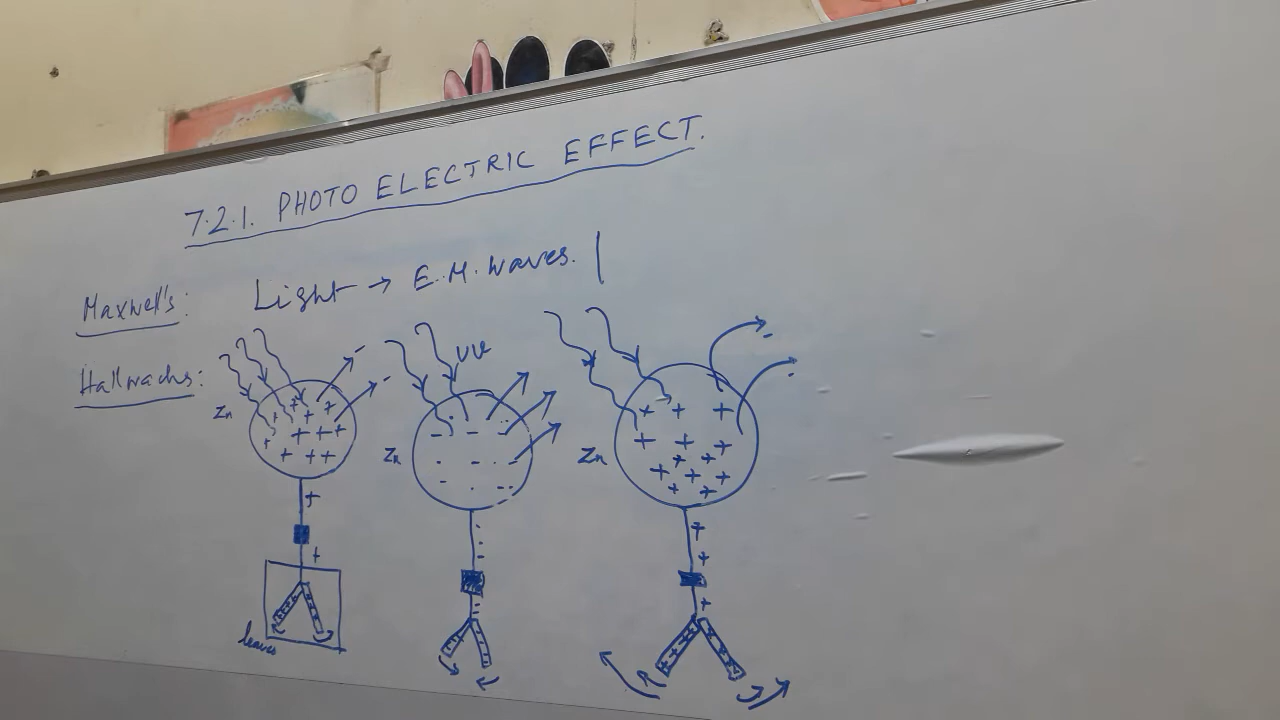 7.2.1. PHOTO ELECTRIC EFFECT.
Maxwell's: Light → E.M. waves.
Hallwachs:
UV
Zn
Zn
Zn
leaves